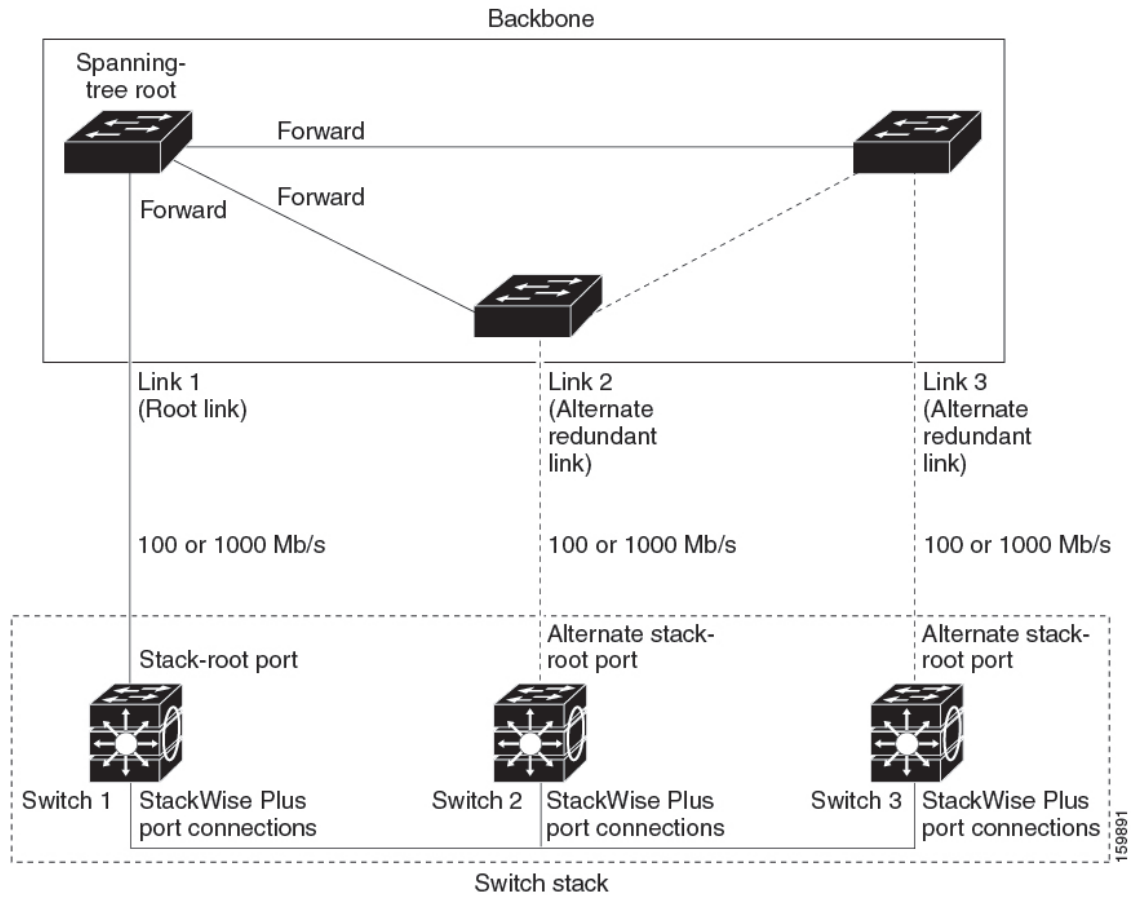 Backbone
Spanning-
tree root
Forward
Forward
Forward
Link 1
(Root link)
Link 2
(Alternate
redundant
link)
Link 3
(Alternate
redundant
link)
100 or 1000 Mb/s
100 or 1000 Mb/s
100 or 1000 Mb/s
Stack-root port
Alternate stack-
root port
Alternate stack-
root port
Switch 1
StackWise Plus
port connections
Switch 2
StackWise Plus
port connections
Switch 3
StackWise Plus
port connections
159891
Switch stack